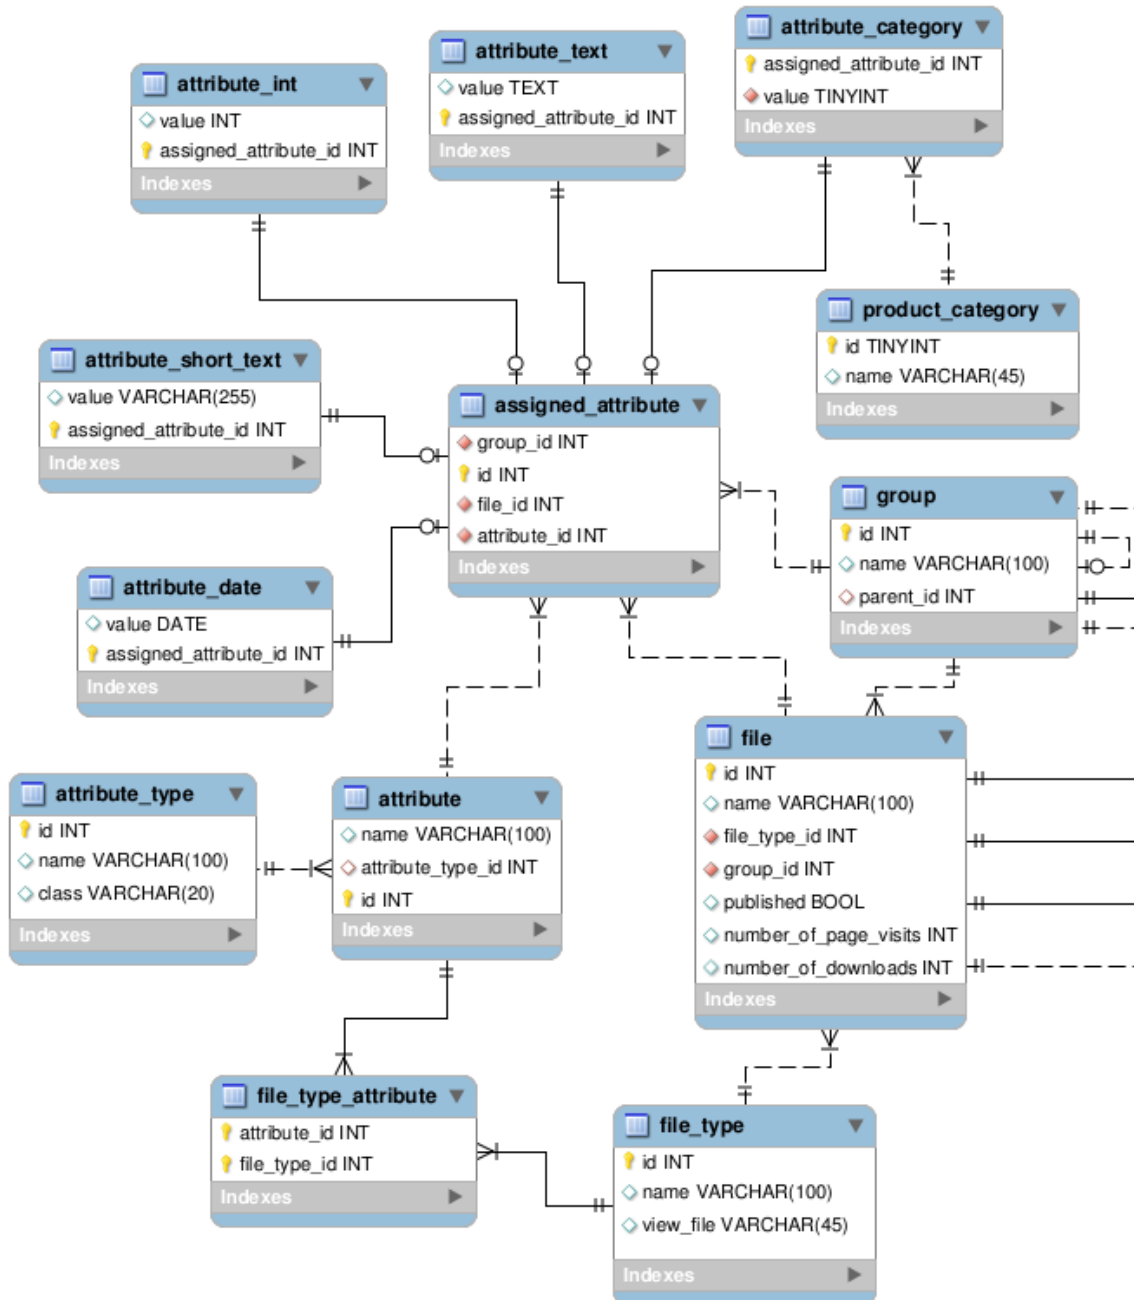 attribute_int
value INT
assigned_attribute_id INT
Indexes
attribute_text
value TEXT
assigned_attribute_id INT
Indexes
attribute_category
assigned_attribute_id INT
value TINYINT
Indexes
product_category
id TINYINT
name VARCHAR(45)
Indexes
attribute_short_text
value VARCHAR(255)
assigned_attribute_id INT
Indexes
assigned_attribute
group_id INT
id INT
file_id INT
attribute_id INT
Indexes
group
id INT
name VARCHAR(100)
parent_id INT
Indexes
attribute_date
value DATE
assigned_attribute_id INT
Indexes
file
id INT
name VARCHAR(100)
file_type_id INT
group_id INT
published BOOL
number_of_page_visits INT
number_of_downloads INT
Indexes
attribute_type
id INT
name VARCHAR(100)
class VARCHAR(20)
Indexes
attribute
name VARCHAR(100)
attribute_type_id INT
id INT
Indexes
file_type_attribute
attribute_id INT
file_type_id INT
Indexes
file_type
id INT
name VARCHAR(100)
view_file VARCHAR(45)
Indexes